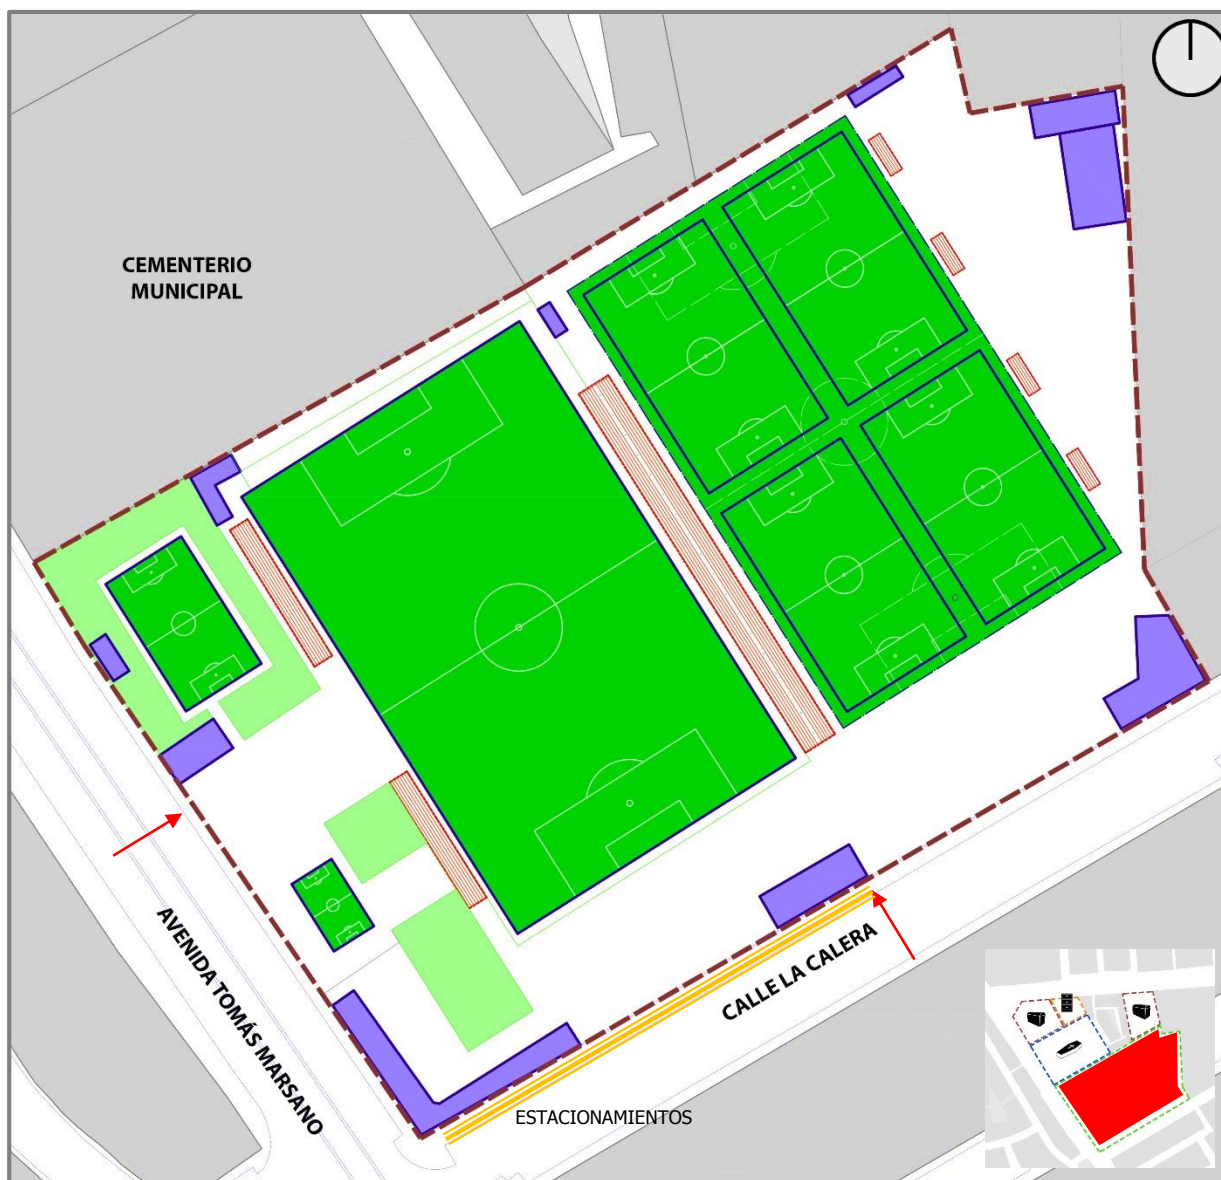 CEMENTERIO
MUNICIPAL
AVENIDA TOMÁS MARSANO
CALLE LA CALERA
ESTACIONAMIENTOS